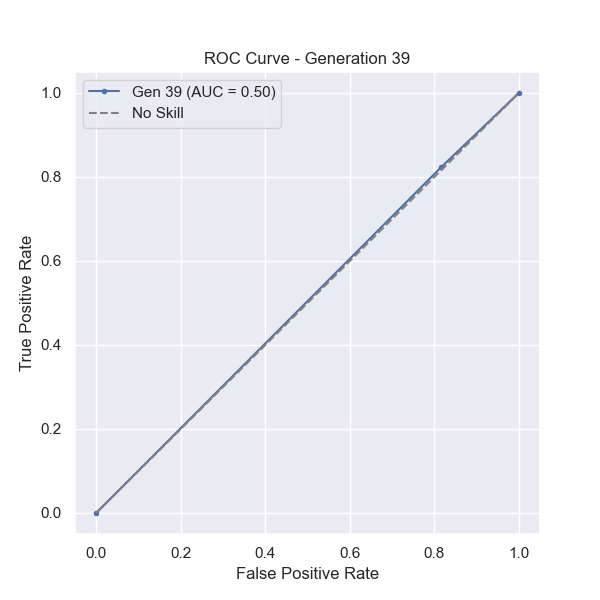 ROC Curve - Generation 39
Gen 39 (AUC = 0.50)
No Skill
True Positive Rate
1.0
0.8
0.6
0.4
0.2
0.0
0.0 0.2 0.4 0.6 0.8 1.0
False Positive Rate